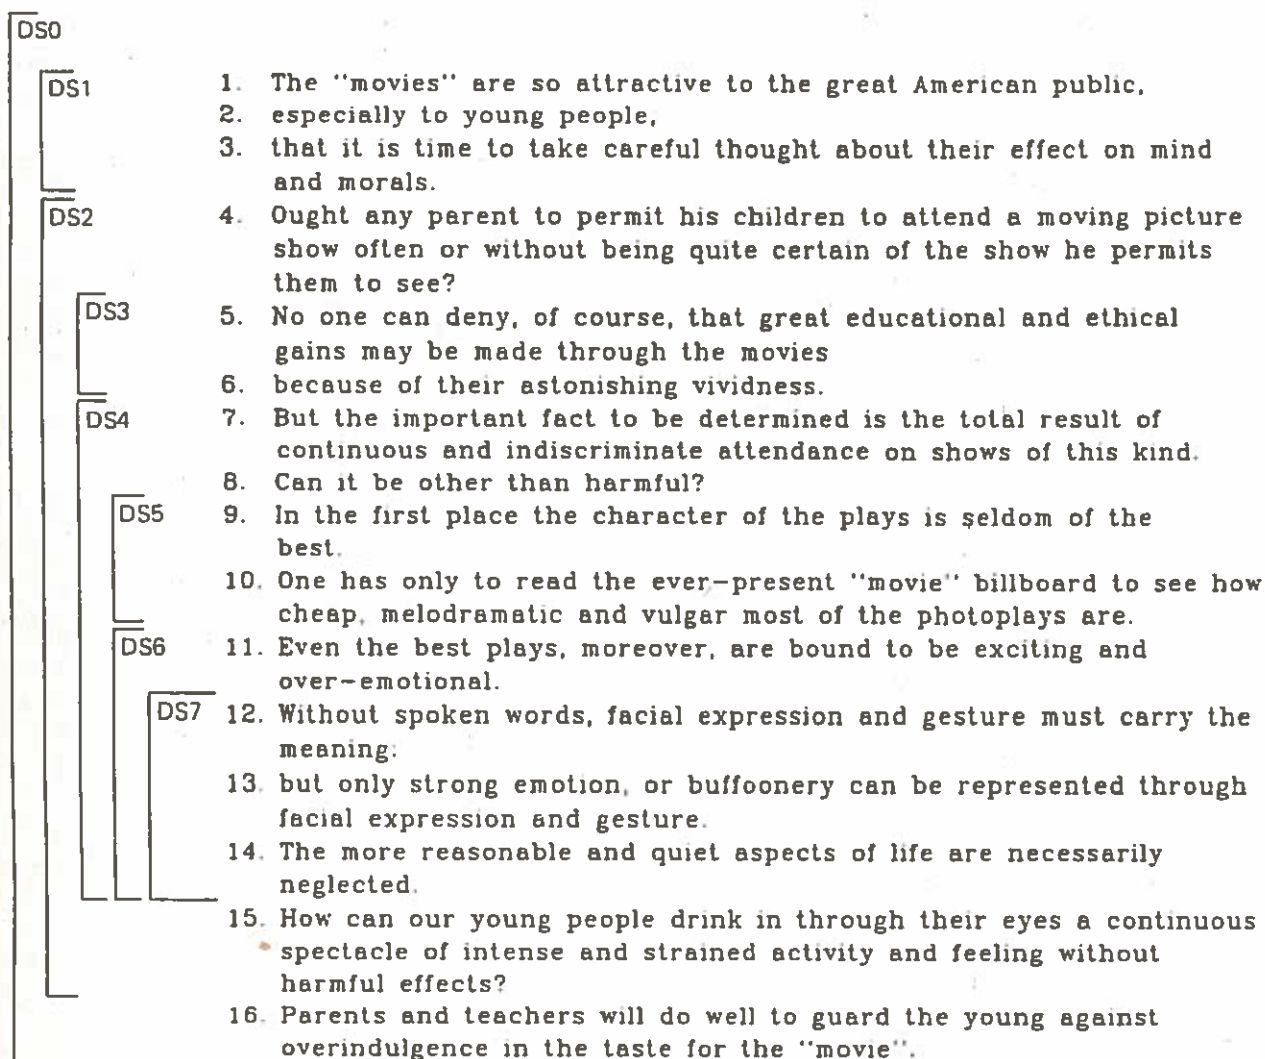 DS0
DS1 1. The "movies" are so attractive to the great American public,
2. especially to young people,
3. that it is time to take careful thought about their effect on mind
and morals.
DS2 4. Ought any parent to permit his children to attend a moving picture
show often or without being quite certain of the show he permits
them to see?
DS3 5. No one can deny, of course, that great educational and ethical
gains may be made through the movies
6. because of their astonishing vividness.
DS4 7. But the important fact to be determined is the total result of
continuous and indiscriminate attendance on shows of this kind.
8. Can it be other than harmful?
DS5 9. In the first place the character of the plays is seldom of the
best.
10. One has only to read the ever-present "movie" billboard to see how
cheap, melodramatic and vulgar most of the photoplays are.
DS6 11. Even the best plays, moreover, are bound to be exciting and
over-emotional.
DS7 12. Without spoken words, facial expression and gesture must carry the
meaning:
13. but only strong emotion, or buffoonery can be represented through
facial expression and gesture.
14. The more reasonable and quiet aspects of life are necessarily
neglected.
15. How can our young people drink in through their eyes a continuous
spectacle of intense and strained activity and feeling without
harmful effects?
16. Parents and teachers will do well to guard the young against
overindulgence in the taste for the "movie".